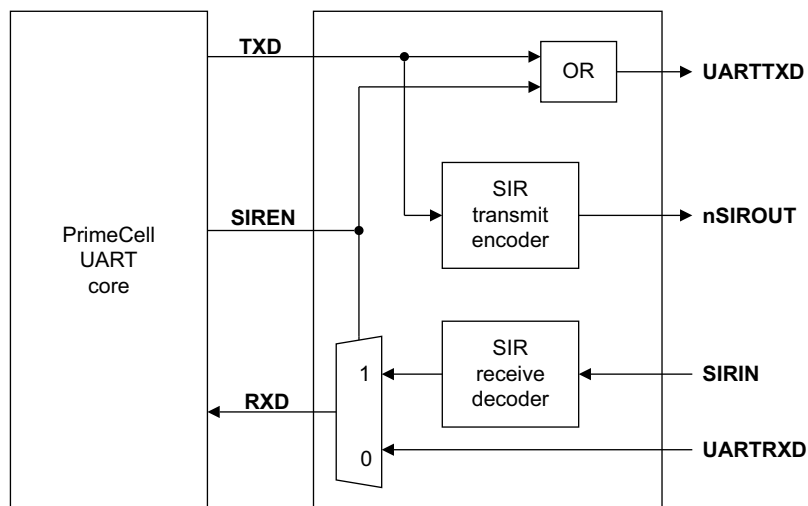 TXD
OR
UARTTXD
SIR
transmit
encoder
nSIROUT
SIREN
PrimeCell
UART
core
SIR
receive
decoder
1
SIRIN
RXD
0
UARTRXD